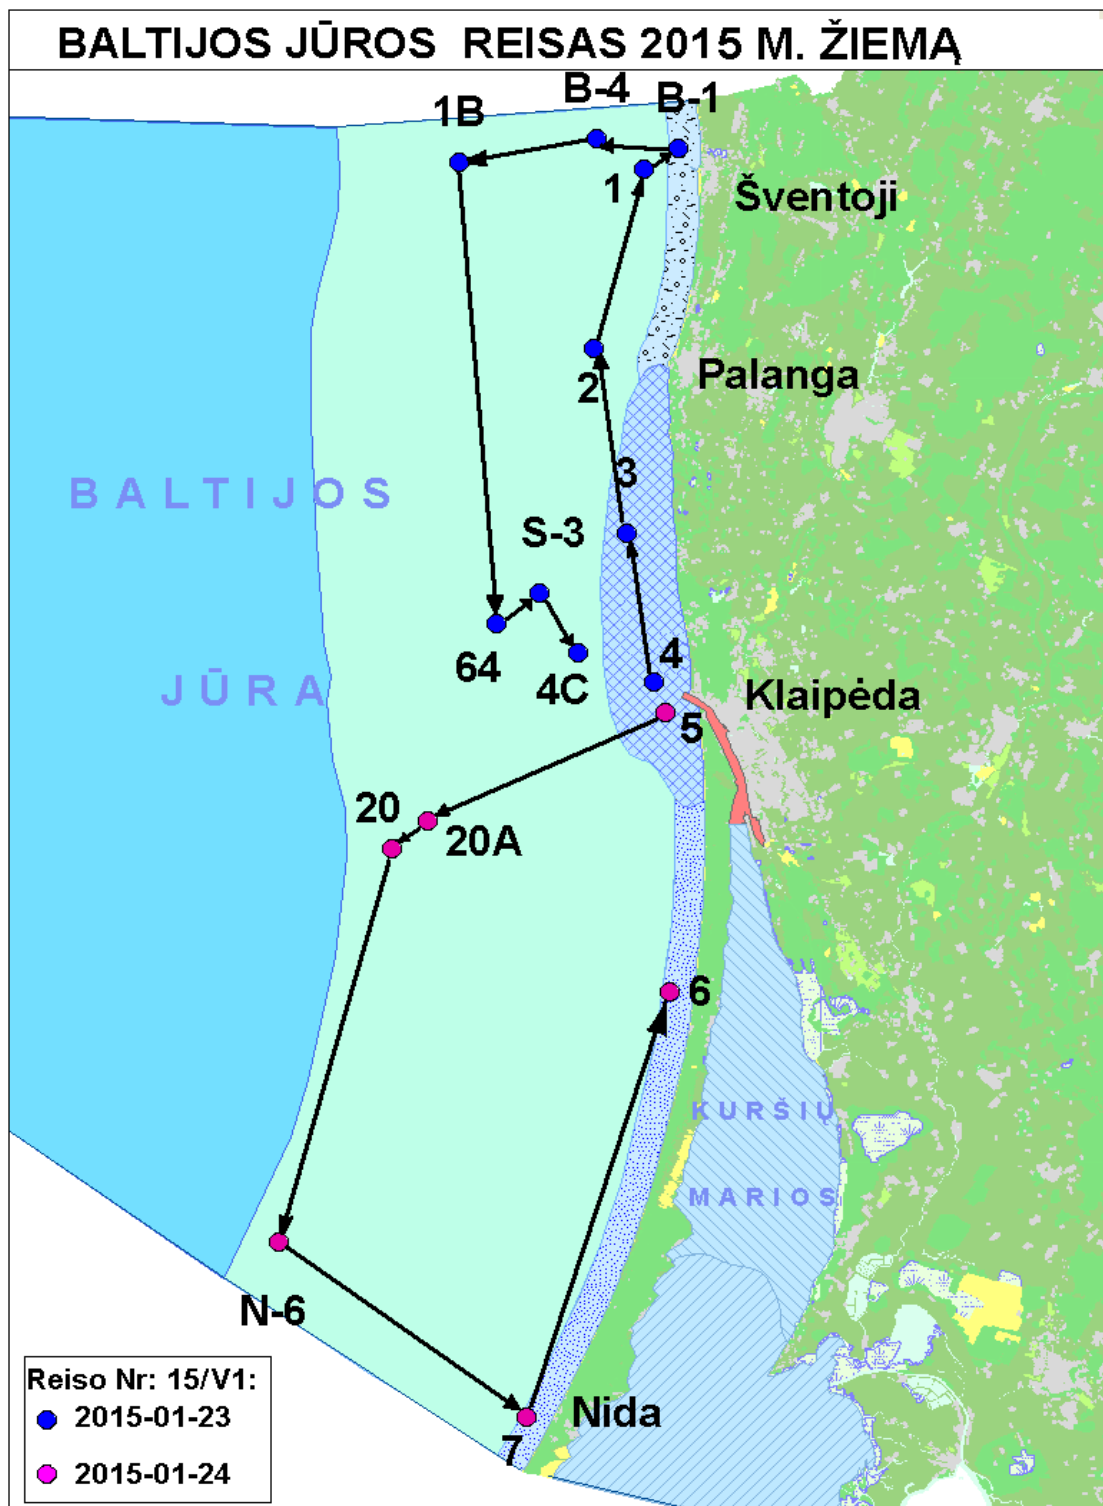 BALTIJOS JŪROS REISAS 2015 M. ŽIEMĄ
B-4
B-1
1B
1
Šventoji
2
Palanga
3
BALTIJOS
S-3
64
4C
4
JŪRA
Klaipėda
5
20
20A
6
KURŠIŲ
MARIOS
N-6
7
Nida
Reiso Nr: 15/V1:
2015-01-23
2015-01-24